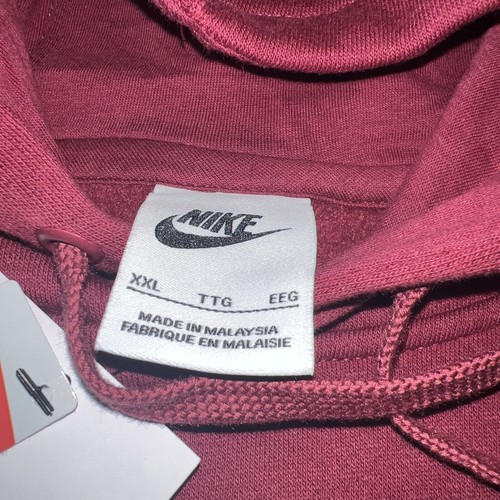 NIKE
XXL TTG EEG
MADE IN MALAYSIA
FABRIQUE EN MALAISIE